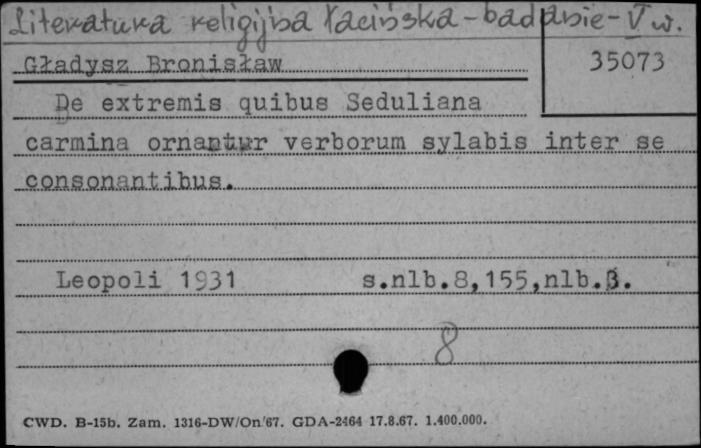 Literatura religijna łacińska - badanie - V w.
Gładysz Bronisław
35073
De extremis quibus Seduliana
carmina ornantur verborum sylabis inter se
consonantibus.
Leopoli 1931 s.nlb.8,155,nlb.3.
8
CWD. B-15b. Zam. 1316-DW/On/67. GDA-2464 17.8.67. 1.400.000.